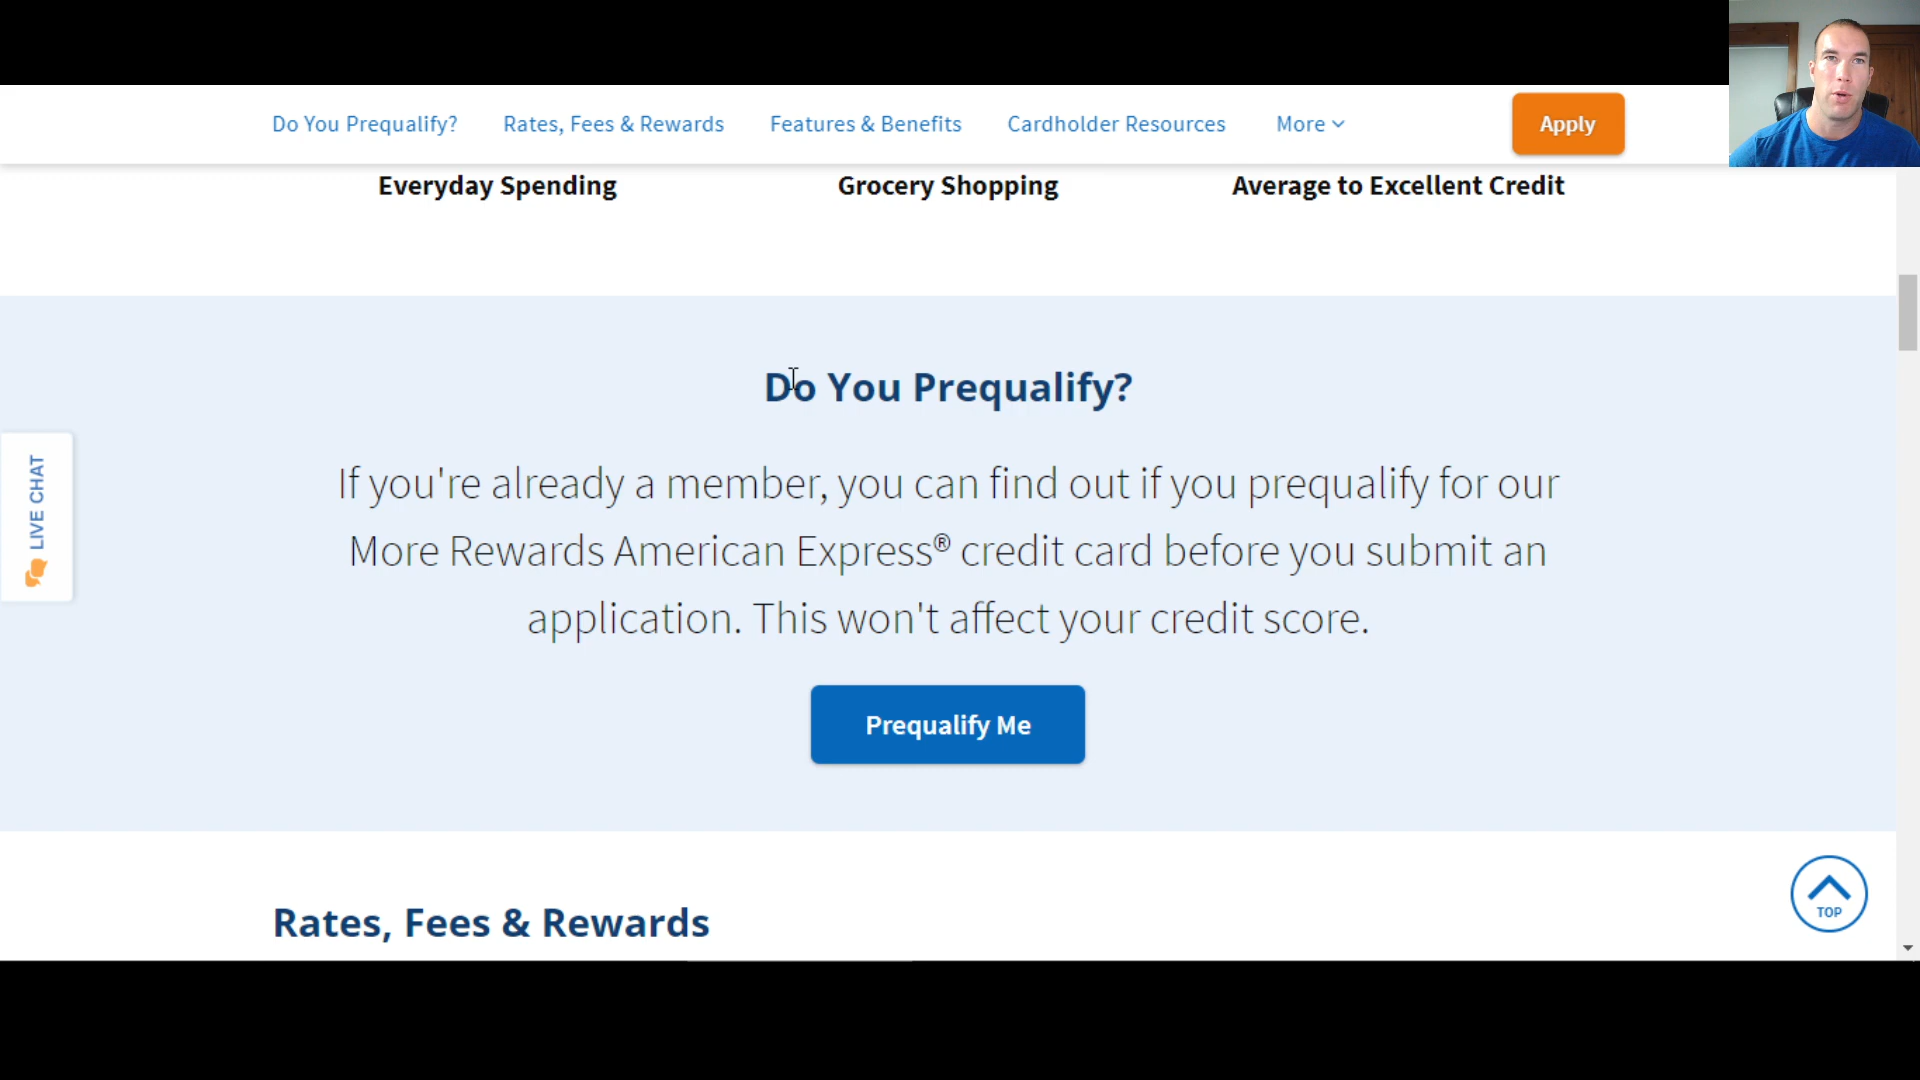 Do You Prequalify? Rates, Fees & Rewards Features & Benefits Cardholder Resources More Apply
Everyday Spending Grocery Shopping Average to Excellent Credit
Do You Prequalify?
If you're already a member, you can find out if you prequalify for our
More Rewards American Express® credit card before you submit an
application. This won't affect your credit score.
LIVE CHAT
Prequalify Me
Rates, Fees & Rewards
TOP